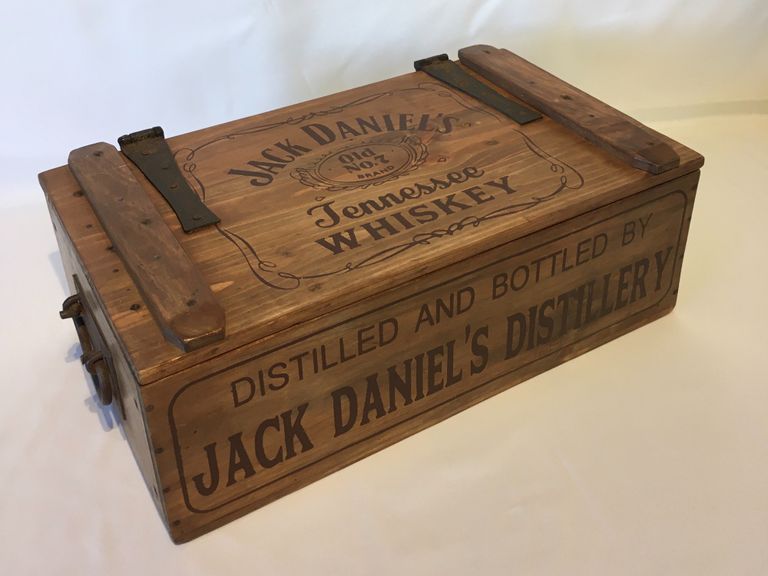 JACK DANIEL'S
Old
NO.7
BRAND
Tennessee
WHISKEY
DISTILLED AND BOTTLED BY
JACK DANIEL'S DISTILLERY